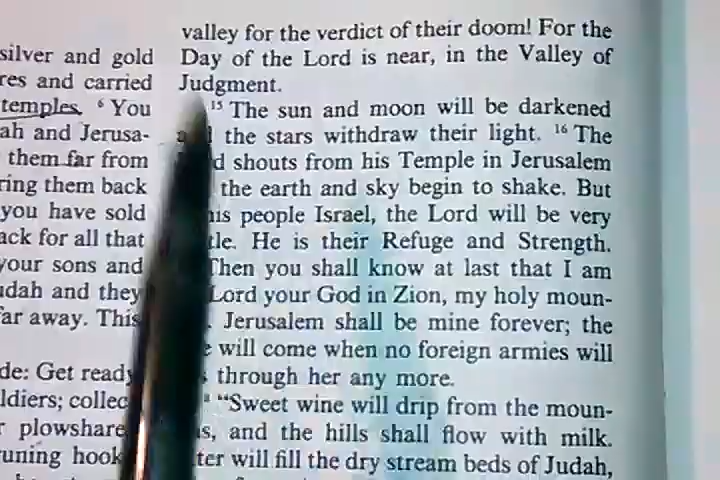 silver and gold
res and carried
temples. 6 You
ah and Jerusa-
them far from
ring them back
you have sold
ack for all that
your sons and
udah and they
far away. This
de: Get ready
ldiers; collec
r plowshare
runing hook
valley for the verdict of their doom! For the
Day of the Lord is near, in the Valley of
Judgment.
15 The sun and moon will be darkened
the stars withdraw their light. 16 The
shouts from his Temple in Jerusalem
the earth and sky begin to shake. But
his people Israel, the Lord will be very
tle. He is their Refuge and Strength.
Then you shall know at last that I am
Lord your God in Zion, my holy moun-
. Jerusalem shall be mine forever; the
will come when no foreign armies will
through her any more.
"Sweet wine will drip from the moun-
s, and the hills shall flow with milk.
ter will fill the dry stream beds of Judah,